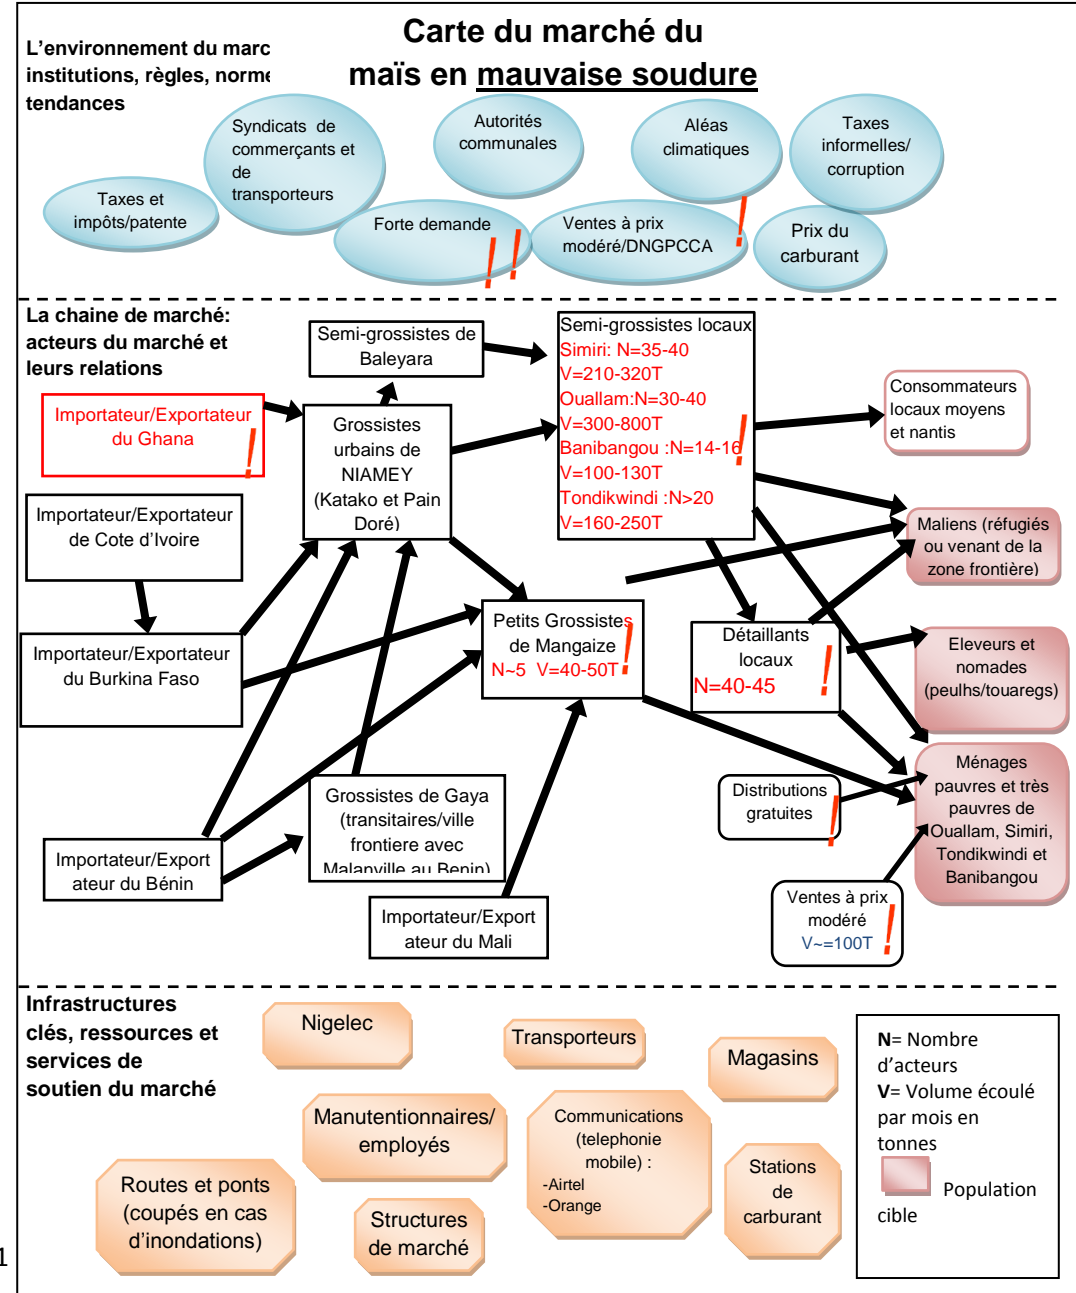 Carte du marché du
maïs en mauvaise soudure
L'environnement du marc
institutions, règles, norme
tendances
Syndicats de
commerçants et
de
transporteurs
Autorités
communales
Aléas
climatiques
Taxes
informelles/
corruption
Taxes et
impôts/patente
Forte demande
!!
Ventes à prix
modéré/DNGPCCA
!
Prix du
carburant
La chaine de marché:
acteurs du marché et
leurs relations
Semi-grossistes de
Baleyara
Semi-grossistes locaux
Simiri: N=35-40
V=210-320T
Ouallam:N=30-40
V=300-800T
Banibangou :N=14-16
V=100-130T
Tondikwindi :N>20
V=160-250T
!
Importateur/Exportateur
du Ghana
!
Grossistes
urbains de
NIAMEY
(Katako et Pain
Doré)
Consommateurs
locaux moyens
et nantis
Importateur/Exportateur
de Cote d'Ivoire
Maliens (réfugiés
ou venant de la
zone frontière)
Petits Grossistes
de Mangaize
N~5 V=40-50T
!
Détaillants
locaux
N=40-45
!
Importateur/Exportateur
du Burkina Faso
Eleveurs et
nomades
(peulhs/touaregs)
Ménages
pauvres et très
pauvres de
Ouallam, Simiri,
Tondikwindi et
Banibangou
Grossistes de Gaya
(transitaires/ville
frontiere avec
Malanville au Benin)
Distributions
gratuites
!
Importateur/Export
ateur du Bénin
Importateur/Export
ateur du Mali
Ventes à prix
modéré
V~=100T
!
Infrastructures
clés, ressources et
services de
soutien du marché
Nigelec
Transporteurs
Magasins
Manutentionnaires/
employés
Communications
(telephonie
mobile) :
-Airtel
-Orange
Stations
de
carburant
Routes et ponts
(coupés en cas
d'inondations)
Structures
de marché
N= Nombre
d'acteurs
V= Volume écoulé
par mois en
tonnes
Population
cible
1